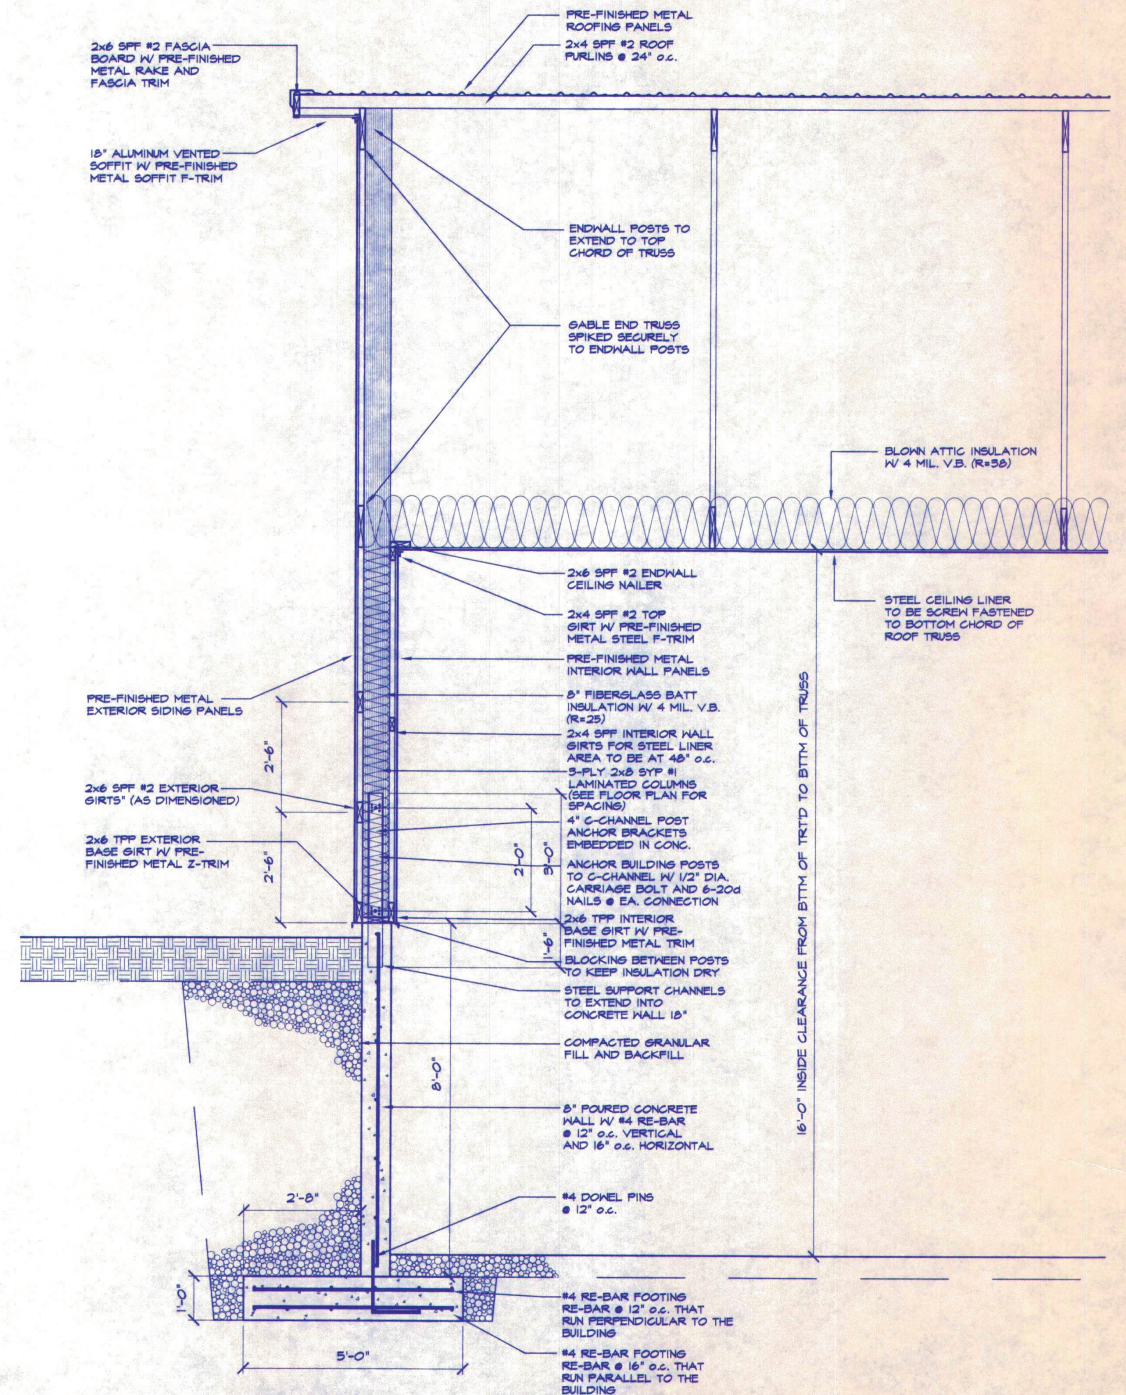 PRE-FINISHED METAL
ROOFING PANELS
2x4 SPF #2 ROOF
PURLINS @ 24" o.c.
2x6 SPF #2 FASCIA
BOARD W/ PRE-FINISHED
METAL RAKE AND
FASCIA TRIM
18" ALUMINUM VENTED
SOFFIT W/ PRE-FINISHED
METAL SOFFIT F-TRIM
ENDWALL POSTS TO
EXTEND TO TOP
CHORD OF TRUSS
GABLE END TRUSS
SPIKED SECURELY
TO ENDWALL POSTS
BLOWN ATTIC INSULATION
W/ 4 MIL. V.B. (R=38)
2x6 SPF #2 ENDWALL
CEILING NAILER
STEEL CEILING LINER
TO BE SCREW FASTENED
TO BOTTOM CHORD OF
ROOF TRUSS
2x4 SPF #2 TOP
GIRT W/ PRE-FINISHED
METAL STEEL F-TRIM
PRE-FINISHED METAL
INTERIOR WALL PANELS
PRE-FINISHED METAL
EXTERIOR SIDING PANELS
8" FIBERGLASS BATT
INSULATION W/ 4 MIL. V.B.
(R=25)
2x4 SPF INTERIOR WALL
GIRTS FOR STEEL LINER
AREA TO BE AT 48" o.c.
3-PLY 2x8 SYP #1
LAMINATED COLUMNS
(SEE FLOOR PLAN FOR
SPACING)
2'-6"
2x6 SPF #2 EXTERIOR
GIRTS" (AS DIMENSIONED)
4" C-CHANNEL POST
ANCHOR BRACKETS
EMBEDDED IN CONC.
2x6 TPP EXTERIOR
BASE GIRT W/ PRE-
FINISHED METAL Z-TRIM
2'-6"
2'-0"
3'-0"
ANCHOR BUILDING POSTS
TO C-CHANNEL W/ 1/2" DIA.
CARRIAGE BOLT AND 6-20d
NAILS @ EA. CONNECTION
2x6 TPP INTERIOR
BASE GIRT W/ PRE-
FINISHED METAL TRIM
1'-6"
BLOCKING BETWEEN POSTS
TO KEEP INSULATION DRY
STEEL SUPPORT CHANNELS
TO EXTEND INTO
CONCRETE WALL 18"
COMPACTED GRANULAR
FILL AND BACKFILL
8'-0"
16'-0" INSIDE CLEARANCE FROM BTTM OF TRT'D TO BTTM OF TRUSS
8" POURED CONCRETE
WALL W/ #4 RE-BAR
@ 12" o.c. VERTICAL
AND 16" o.c. HORIZONTAL
2'-8"
#4 DOWEL PINS
@ 12" o.c.
1'-0"
#4 RE-BAR FOOTING
RE-BAR @ 12" o.c. THAT
RUN PERPENDICULAR TO THE
BUILDING
5'-0"
#4 RE-BAR FOOTING
RE-BAR @ 16" o.c. THAT
RUN PARALLEL TO THE
BUILDING